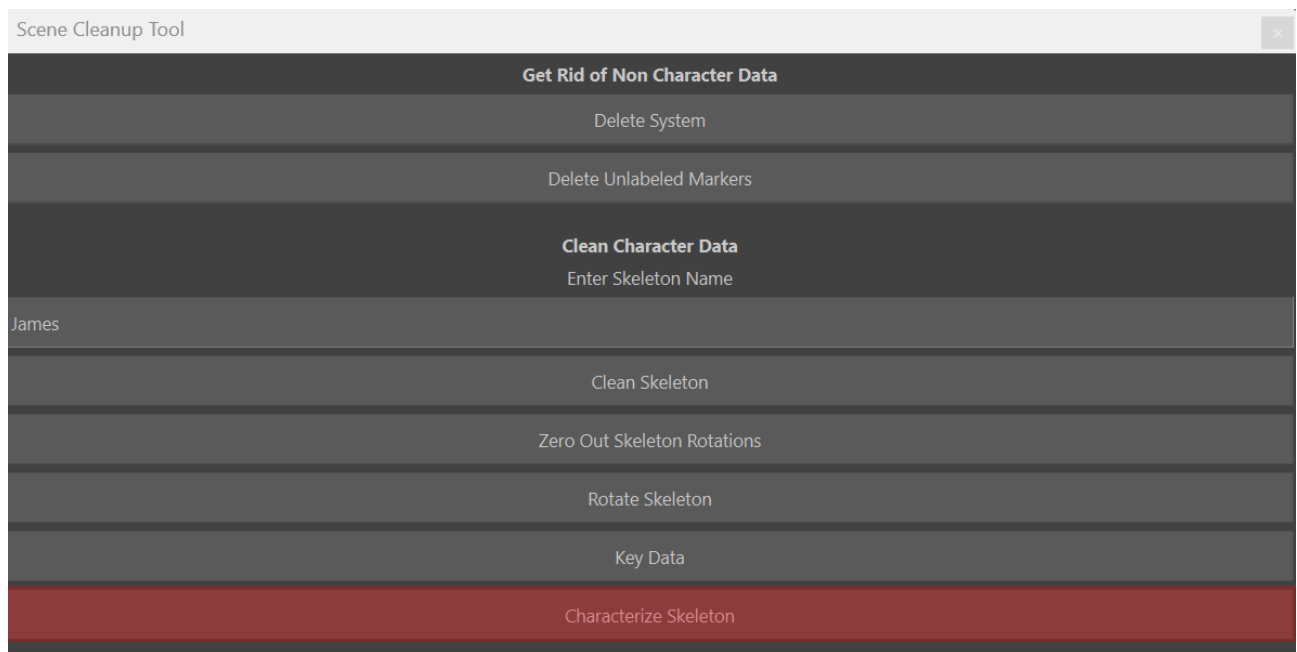 Scene Cleanup Tool
Get Rid of Non Character Data
Delete System
Delete Unlabeled Markers
Clean Character Data
Enter Skeleton Name
James
Clean Skeleton
Zero Out Skeleton Rotations
Rotate Skeleton
Key Data
Characterize Skeleton